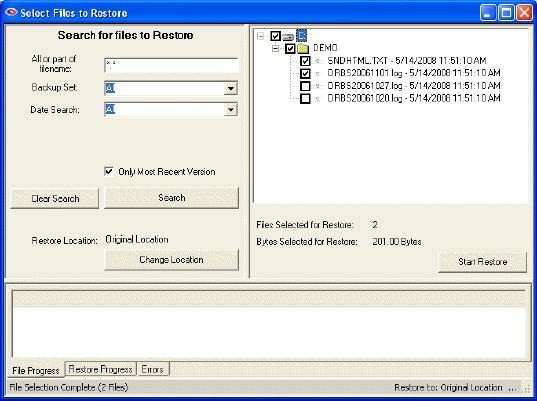 Select Files to Restore
Search for files to Restore
All or part of filename:
*.*
Backup Set:
All
Date Search:
All
Only Most Recent Version
Clear Search
Search
Restore Location:
Original Location
Change Location
DEMO
SNDHTML.TXT - 5/14/2008 11:51:10 AM
DRBS20061101.log - 5/14/2008 11:51:10 AM
DRBS20061027.log - 5/14/2008 11:51:10 AM
DRBS20061020.log - 5/14/2008 11:51:10 AM
Files Selected for Restore: 2
Bytes Selected for Restore: 201.00 Bytes
Start Restore
File Progress
Restore Progress
Errors
File Selection Complete (2 Files)
Restore to: Original Location ...